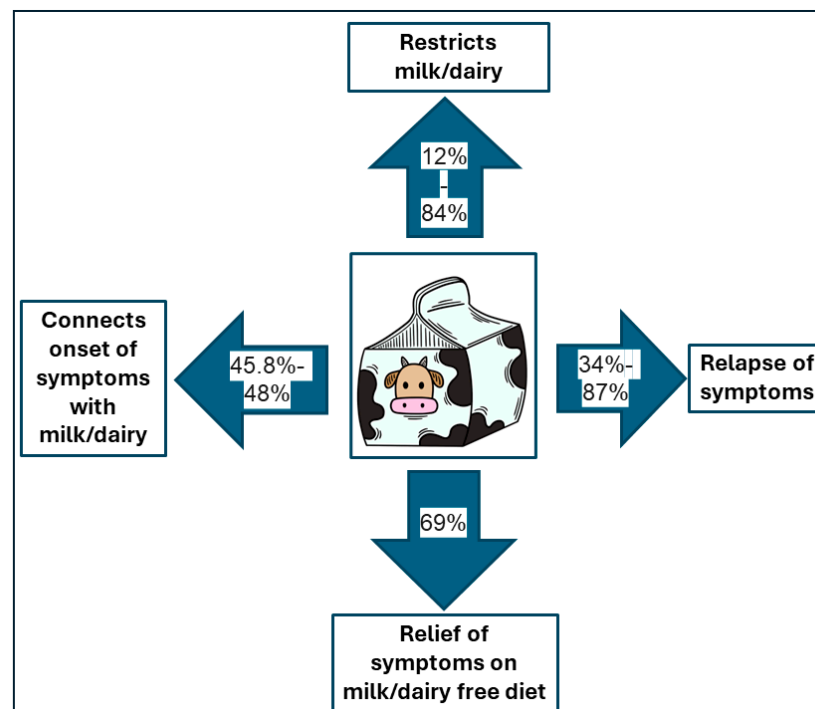 Restricts
milk/dairy
12%
-
84%
Connects
onset of
symptoms
with
milk/dairy
45.8%-
48%
34%-
87%
Relapse of
symptoms
69%
Relief of
symptoms on
milk/dairy free diet